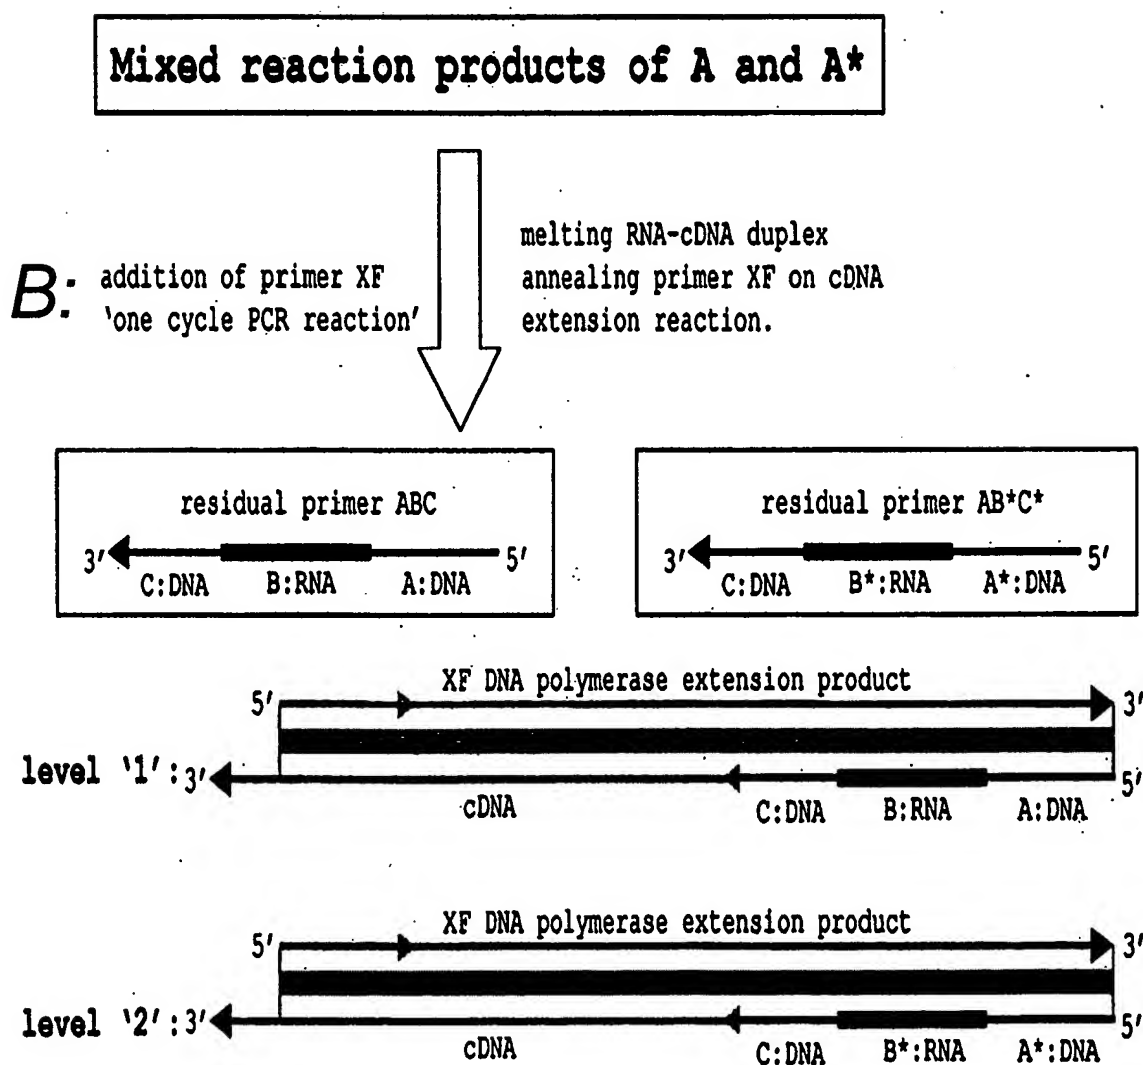 Mixed reaction products of A and A*
B:
addition of primer XF
'one cycle PCR reaction'
melting RNA-cDNA duplex
annealing primer XF on cDNA
extension reaction.
residual primer ABC
3' 5'
C:DNA B:RNA A:DNA
residual primer AB*C*
3' 5'
C:DNA B*:RNA A*:DNA
XF DNA polymerase extension product
5' 3'
level '1': 3' 5'
cDNA C:DNA B:RNA A:DNA
XF DNA polymerase extension product
5' 3'
level '2': 3' 5'
cDNA C:DNA B*:RNA A*:DNA